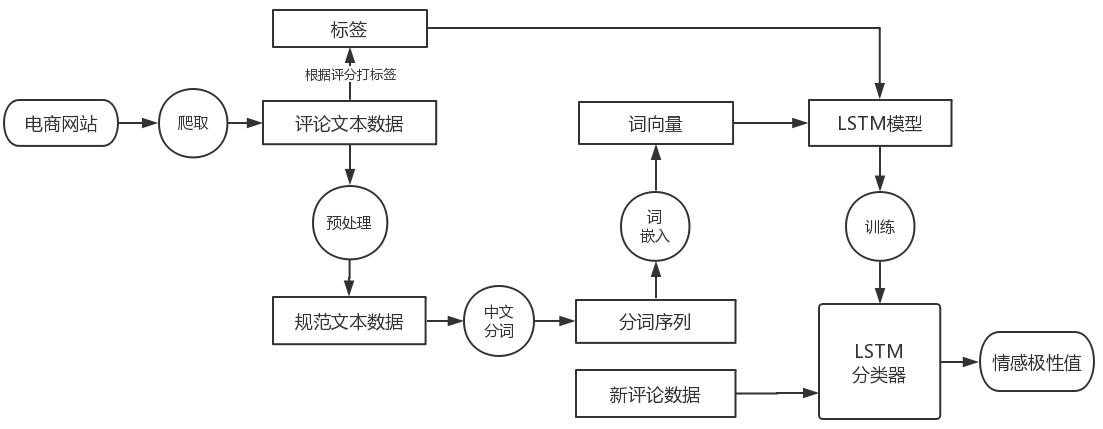 标签
根据评分打标签
电商网站
爬取
评论文本数据
词向量
LSTM模型
预处理
词
嵌入
训练
规范文本数据
中文
分词
分词序列
LSTM
分类器
情感极性值
新评论数据